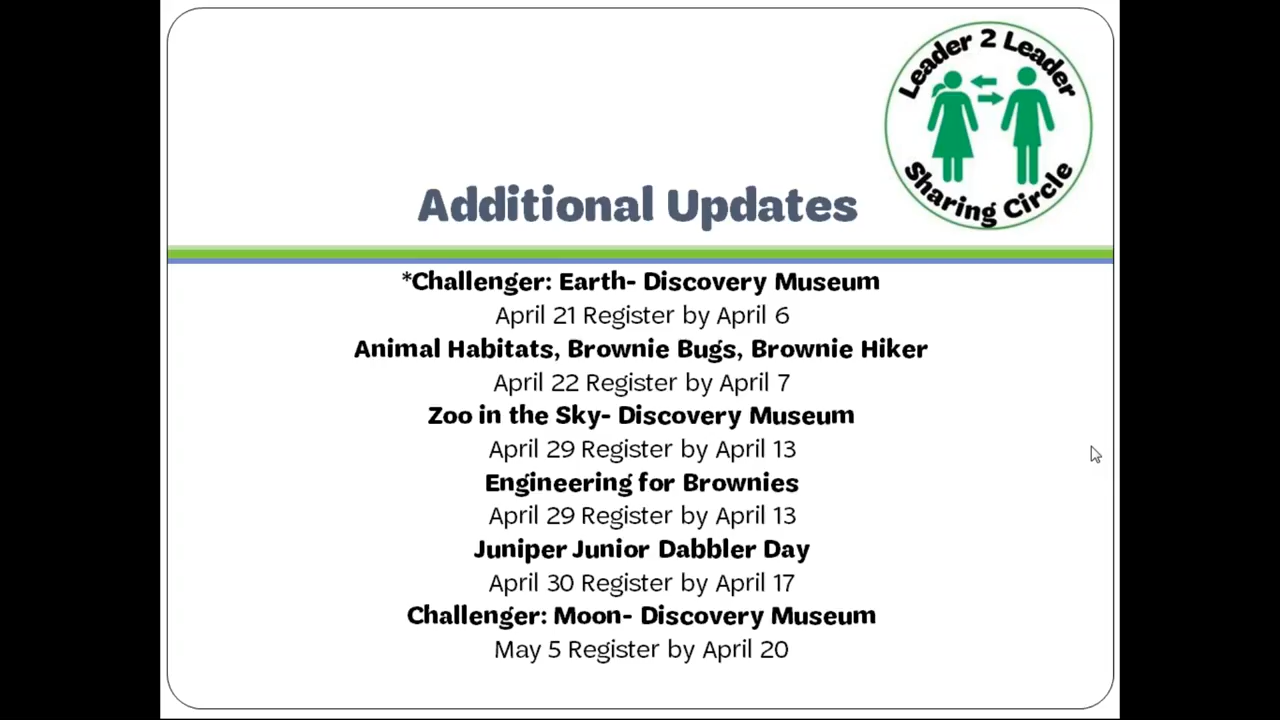 Leader 2 Leader
Sharing Circle
Additional Updates
*Challenger: Earth- Discovery Museum
April 21 Register by April 6
Animal Habitats, Brownie Bugs, Brownie Hiker
April 22 Register by April 7
Zoo in the Sky- Discovery Museum
April 29 Register by April 13
Engineering for Brownies
April 29 Register by April 13
Juniper Junior Dabbler Day
April 30 Register by April 17
Challenger: Moon- Discovery Museum
May 5 Register by April 20